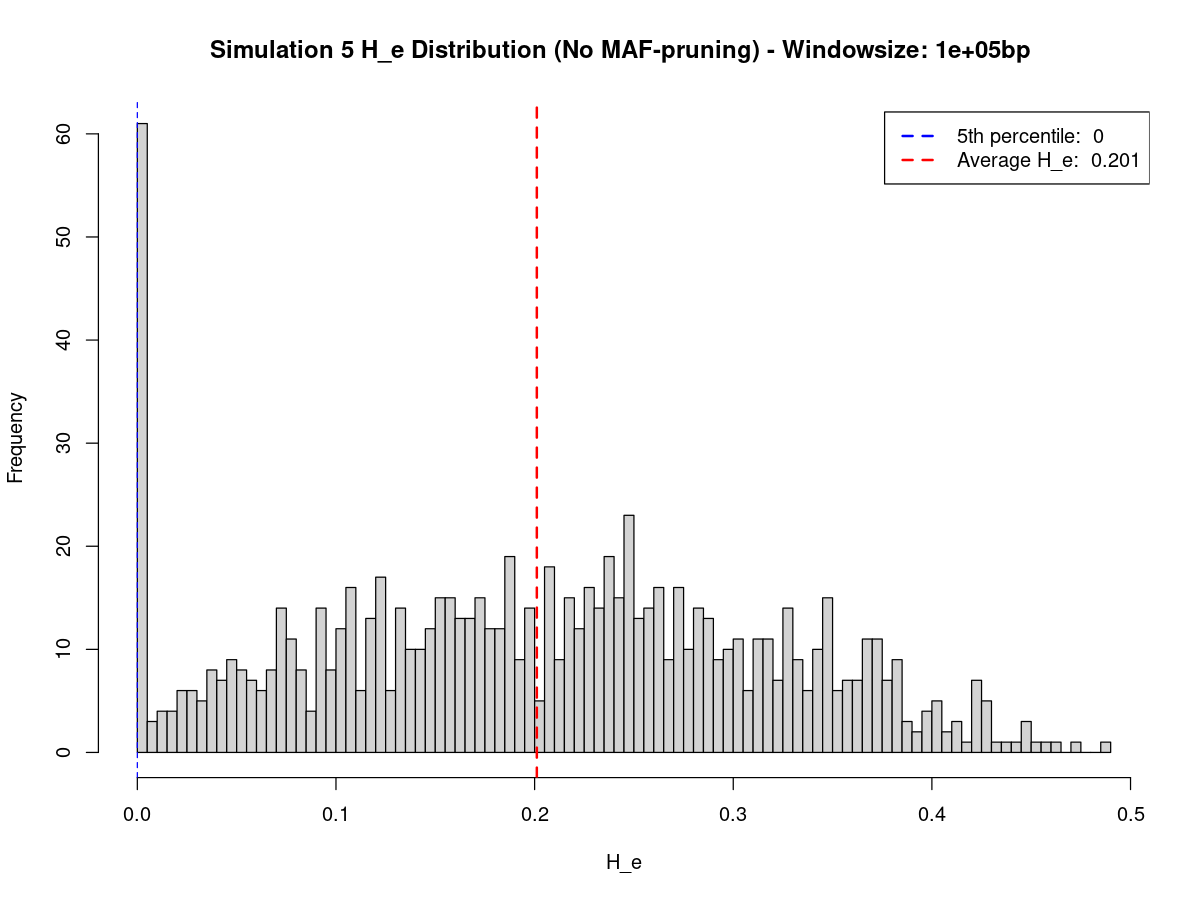 Simulation 5 H_e Distribution (No MAF-pruning) - Windowsize: 1e+05bp
5th percentile:  0
Average H_e:  0.201
Frequency
60
50
40
30
20
10
0
0.0 0.1 0.2 0.3 0.4 0.5
H_e